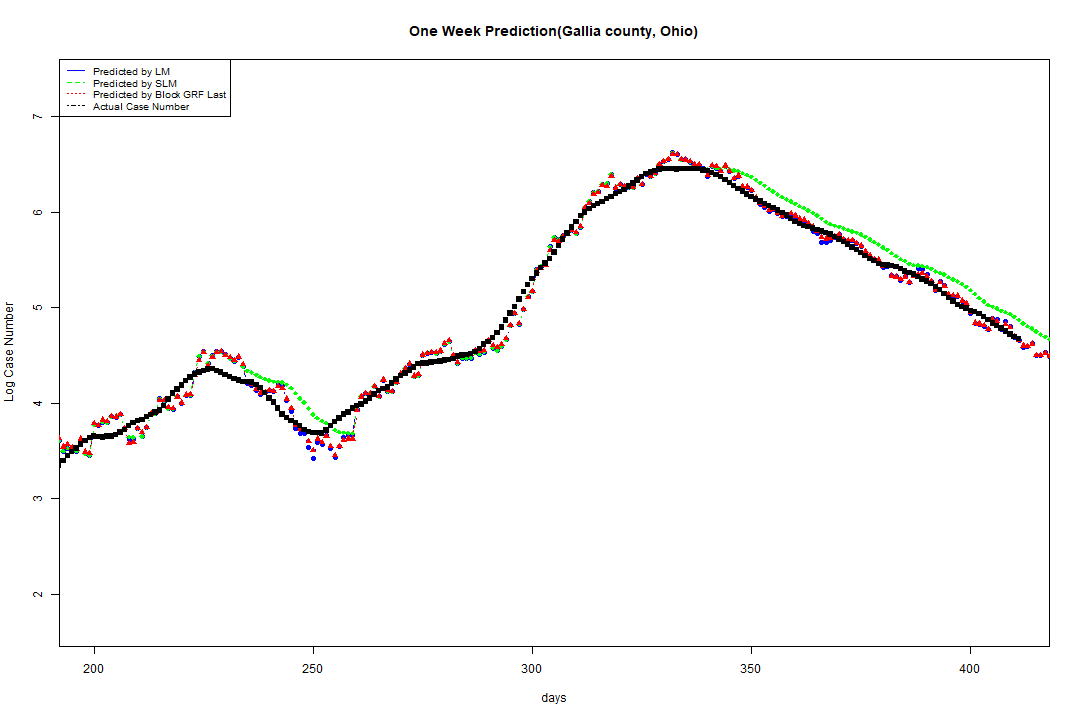 One Week Prediction(Gallia county, Ohio)
Predicted by LM
Predicted by SLM
Predicted by Block GRF Last
Actual Case Number
Log Case Number
7
6
5
4
3
2
200 250 300 350 400
days